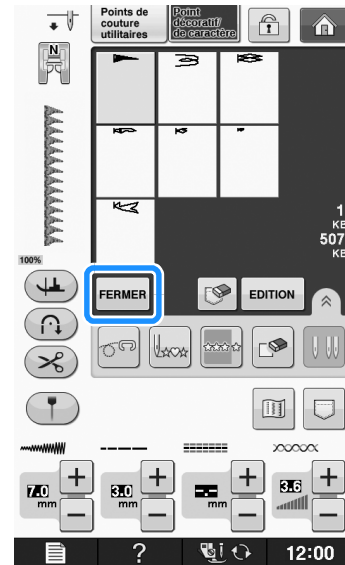 Points de
couture
utilitaires
Point
décoratif/
de caractère
N
100%
1
KB
507
KB
FERMER
EDITION
7.0
mm
3.0
mm
-.-
mm
3.6
?
12:00